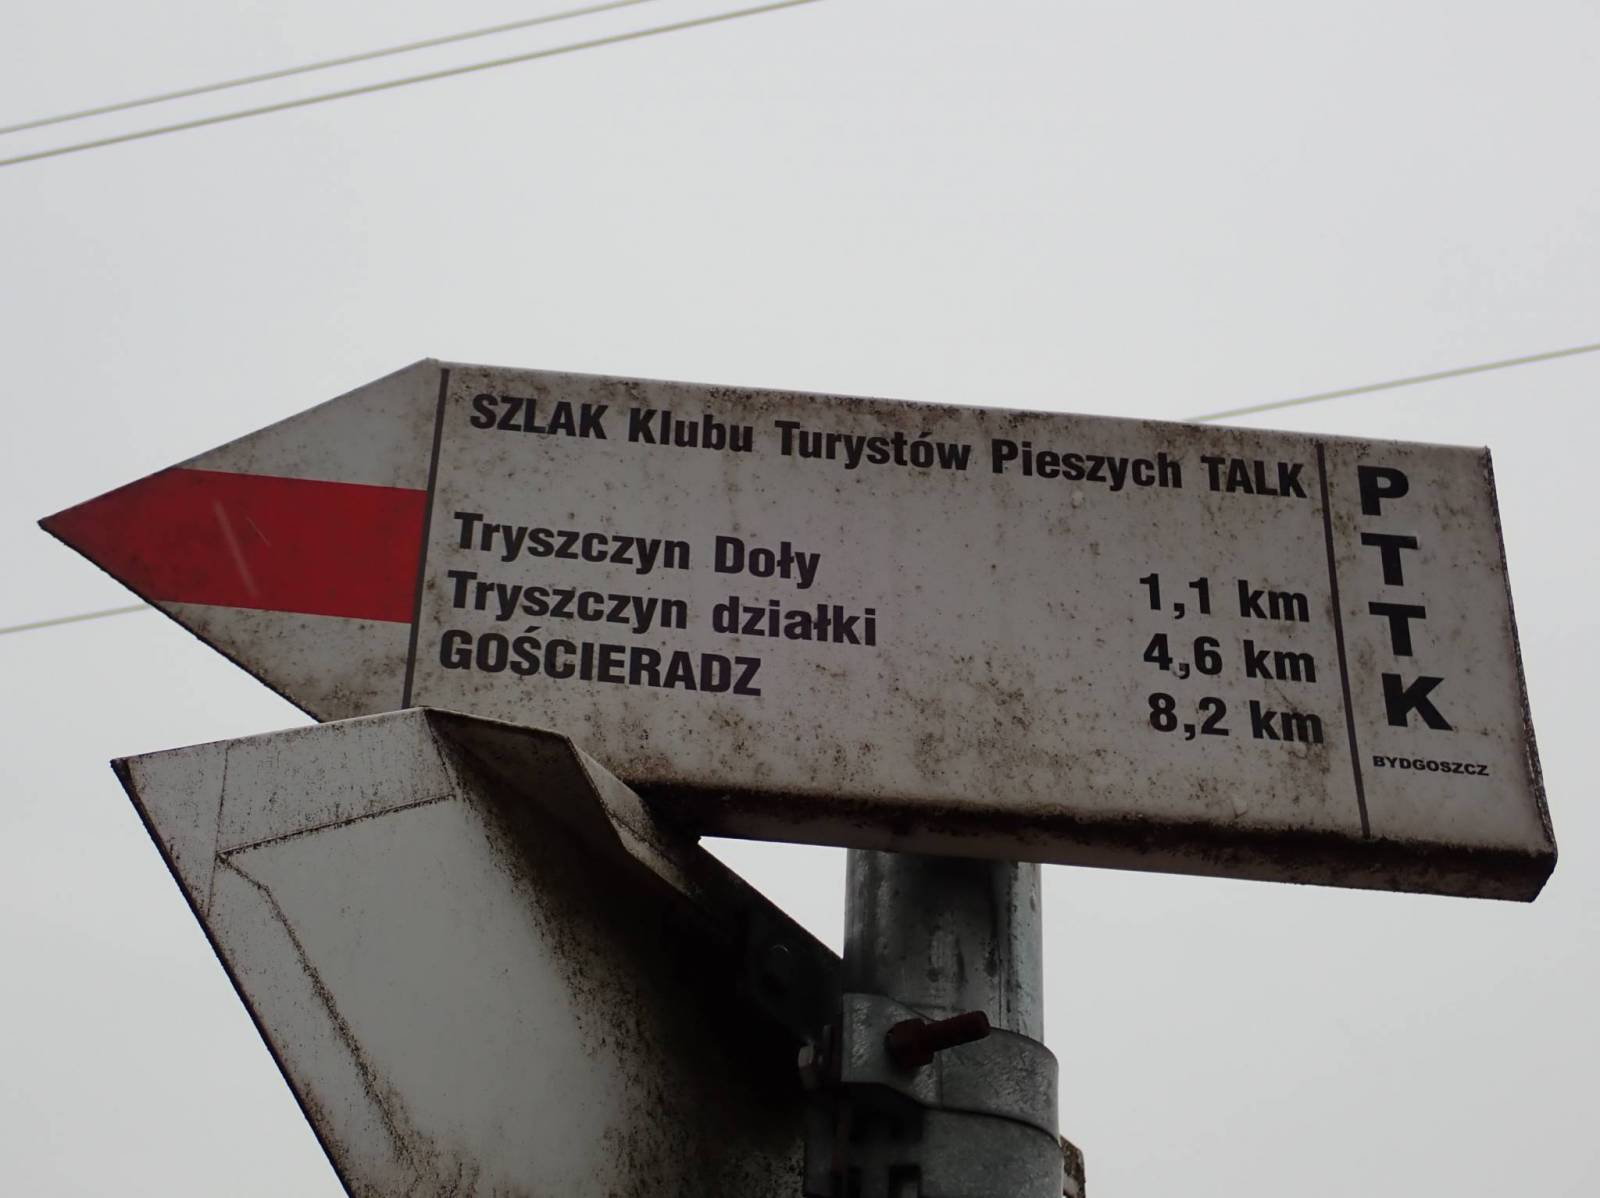 SZLAK Klubu Turystów Pieszych TALK
Tryszczyn Doły 1,1 km
Tryszczyn działki 4,6 km
GOŚCIERADZ 8,2 km
PTTK
BYDGOSZCZ